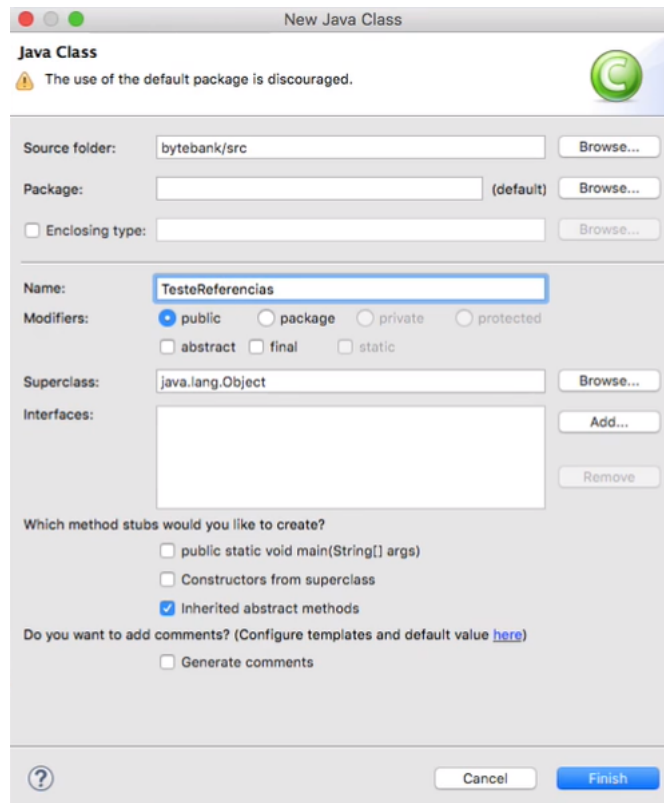 New Java Class
Java Class
The use of the default package is discouraged.
C
Source folder: bytebank/src Browse...
Package: (default) Browse...
Enclosing type: Browse...
Name: TesteReferencias
Modifiers: public package private protected
abstract final static
Superclass: java.lang.Object Browse...
Interfaces: Add...
Remove
Which method stubs would you like to create?
public static void main(String[] args)
Constructors from superclass
Inherited abstract methods
Do you want to add comments? (Configure templates and default value here)
Generate comments
? Cancel Finish